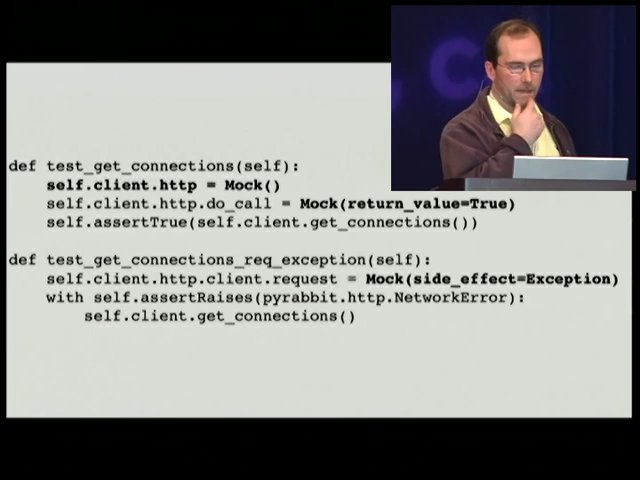 def test_get_connections(self):
    self.client.http = Mock()
    self.client.http.do_call = Mock(return_value=True)
    self.assertTrue(self.client.get_connections())
def test_get_connections_req_exception(self):
    self.client.http.client.request = Mock(side_effect=Exception)
    with self.assertRaises(pyrabbit.http.NetworkError):
        self.client.get_connections()